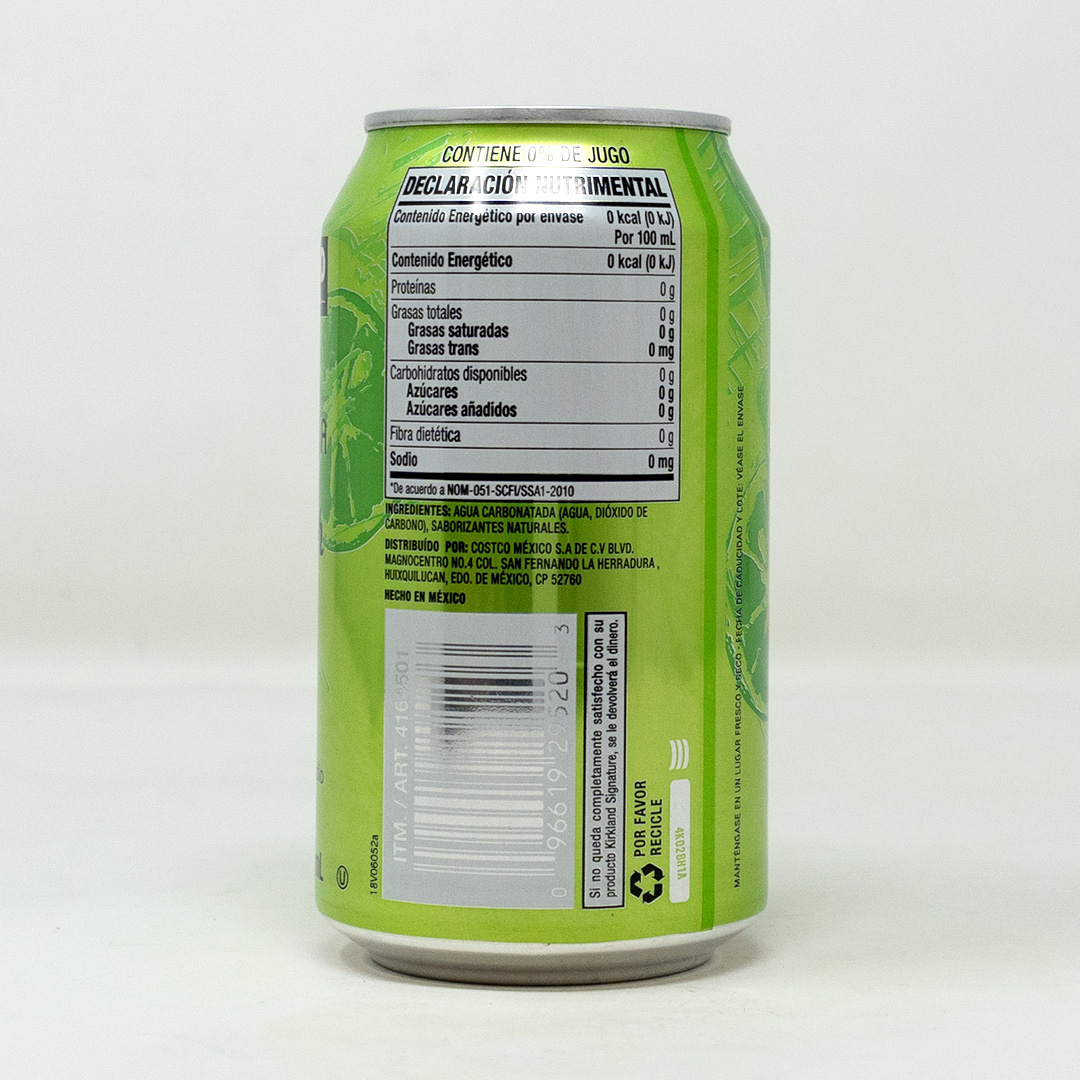 CONTIENE 0% DE JUGO
DECLARACIÓN NUTRIMENTAL
Contenido Energético por envase 0 kcal (0 kJ)
Por 100 mL
Contenido Energético 0 kcal (0 kJ)
Proteínas 0 g
Grasas totales 0 g
Grasas saturadas 0 g
Grasas trans 0 mg
Carbohidratos disponibles 0 g
Azúcares 0 g
Azúcares añadidos 0 g
Fibra dietética 0 g
Sodio 0 mg
*De acuerdo a NOM-051-SCFI/SSA1-2010
INGREDIENTES: AGUA CARBONATADA (AGUA, DIÓXIDO DE
CARBONO), SABORIZANTES NATURALES.
DISTRIBUÍDO POR: COSTCO MÉXICO S.A DE C.V BLVD.
MAGNOCENTRO NO.4 COL. SAN FERNANDO LA HERRADURA,
HUIXQUILUCAN, EDO. DE MÉXICO, CP 52760
HECHO EN MÉXICO
ITM. / ART.
0 96619 29520 3
Si no queda completamente satisfecho con su
producto Kirkland Signature, se le devolverá el dinero.
POR FAVOR
RECICLE
4K02BH1A
18V06052a
U
MANTÉNGASE EN UN LUGAR FRESCO Y SECO · FECHA DE CADUCIDAD Y LOTE: VÉASE EL ENVASE